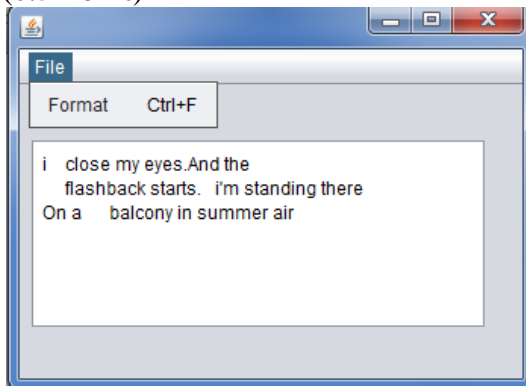 File
Format Ctrl+F
i close my eyes.And the
flashback starts. i'm standing there
On a balcony in summer air